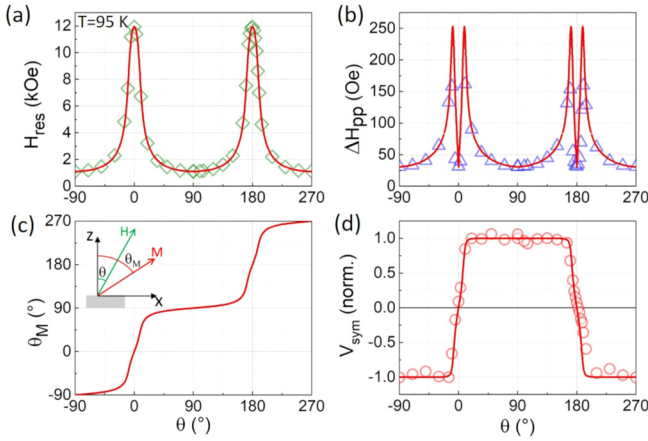 (a)
T=95 K
12
10
8
6
4
2
0
-90 0 90 180 270
H_res (kOe)
θ (°)
(b)
250
200
150
100
50
0
-90 0 90 180 270
ΔH_pp (Oe)
θ (°)
(c)
270
180
90
0
-90
-90 0 90 180 270
θ_M (°)
θ (°)
z
H
M
θ
θ_M
X
(d)
1.0
0.5
0.0
-0.5
-1.0
-90 0 90 180 270
V_sym (norm.)
θ (°)